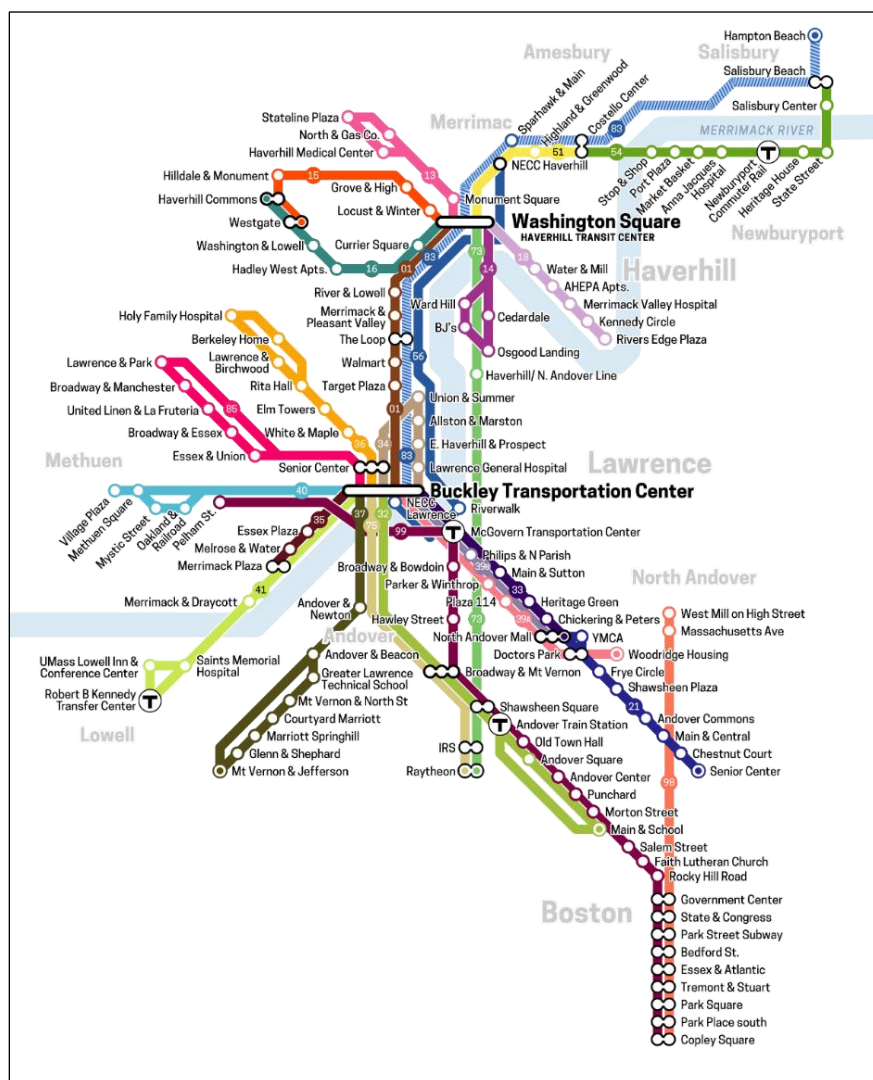 Hampton Beach
Amesbury
Salisbury
Salisbury Beach
Sparhawk & Main
Highland & Greenwood
Costello Center
83
Salisbury Center
Stateline Plaza
North & Gas Co.
Haverhill Medical Center
Merrimac
MERRIMACK RIVER
51
54
NECC Haverhill
Stop & Shop
Port Plaza
Market Basket
Anna Jacques
Hospital
Newburyport
Commuter Rail
T
Heritage House
State Street
Newburyport
Hilldale & Monument
15
13
Grove & High
Haverhill Commons
Locust & Winter
Monument Square
Westgate
Washington Square
HAVERHILL TRANSIT CENTER
Washington & Lowell
Currier Square
Hadley West Apts.
16
01
83
73
14
18
Water & Mill
Haverhill
AHEPA Apts.
Merrimack Valley Hospital
Kennedy Circle
Rivers Edge Plaza
River & Lowell
Ward Hill
Merrimack &
Pleasant Valley
Cedardale
BJ's
The Loop
Osgood Landing
56
Holy Family Hospital
Berkeley Home
Lawrence &
Birchwood
Rita Hall
Walmart
Haverhill/ N. Andover Line
Target Plaza
Lawrence & Park
Broadway & Manchester
United Linen & La Fruteria
85
Elm Towers
01
Union & Summer
Allston & Marston
Broadway & Essex
White & Maple
36
34
E. Haverhill & Prospect
Methuen
Essex & Union
Senior Center
83
Lawrence General Hospital
Lawrence
40
Buckley Transportation Center
Village Plaza
Methuen Square
Mystic Street
Oakland &
Railroad
Pelham St.
NECC
Lawrence
Riverwalk
35
37
75
32
99
T
McGovern Transportation Center
Essex Plaza
Melrose & Water
Merrimack Plaza
Broadway & Bowdoin
39B
Philips & N Parish
Parker & Winthrop
Main & Sutton
North Andover
41
Merrimack & Draycott
Andover &
Newton
Plaza 114
33
Heritage Green
39A
Hawley Street
73
Chickering & Peters
West Mill on High Street
Massachusetts Ave
Andover
North Andover Mall
YMCA
Doctors Park
Woodridge Housing
UMass Lowell Inn &
Conference Center
Saints Memorial
Hospital
Andover & Beacon
Greater Lawrence
Technical School
Broadway & Mt Vernon
Frye Circle
Shawsheen Plaza
Robert B Kennedy
Transfer Center
T
Lowell
Mt Vernon & North St
Courtyard Marriott
Marriott Springhill
Glenn & Shephard
Mt Vernon & Jefferson
Shawsheen Square
21
T
Andover Train Station
Andover Commons
Main & Central
Chestnut Court
Senior Center
IRS
Old Town Hall
Andover Square
Raytheon
Andover Center
98
Punchard
Morton Street
Main & School
Salem Street
Faith Lutheran Church
Rocky Hill Road
Boston
Government Center
State & Congress
Park Street Subway
Bedford St.
Essex & Atlantic
Tremont & Stuart
Park Square
Park Place south
Copley Square